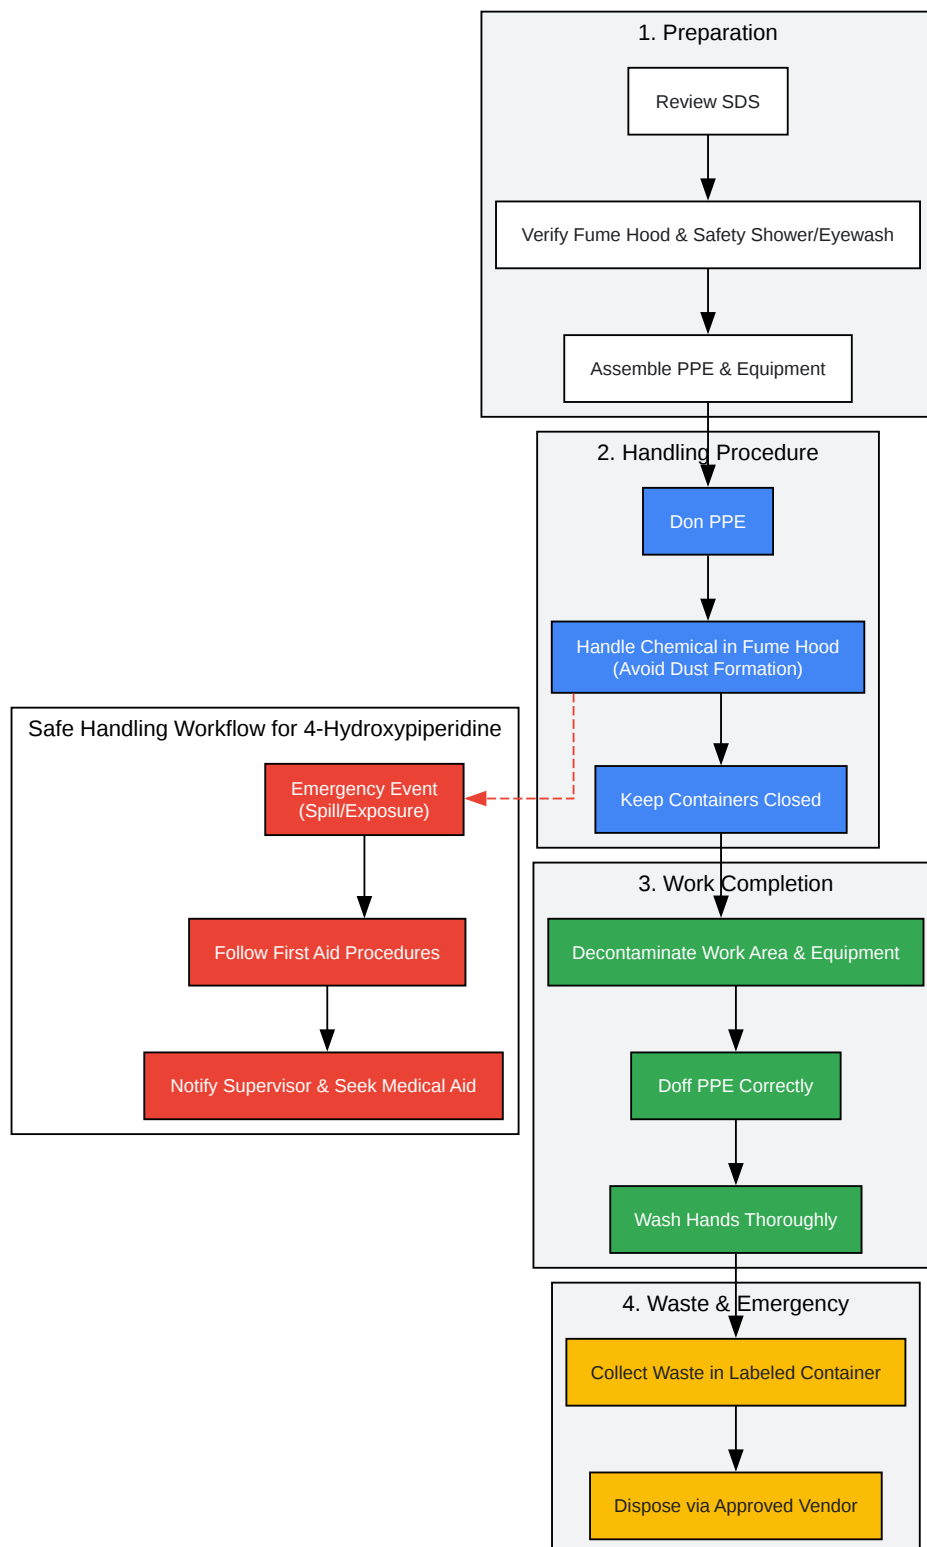 1. Preparation
Review SDS
Verify Fume Hood & Safety Shower/Eyewash
Assemble PPE & Equipment
2. Handling Procedure
Don PPE
Handle Chemical in Fume Hood
(Avoid Dust Formation)
Keep Containers Closed
Safe Handling Workflow for 4-Hydroxypiperidine
Emergency Event
(Spill/Exposure)
Follow First Aid Procedures
Notify Supervisor & Seek Medical Aid
3. Work Completion
Decontaminate Work Area & Equipment
Doff PPE Correctly
Wash Hands Thoroughly
4. Waste & Emergency
Collect Waste in Labeled Container
Dispose via Approved Vendor